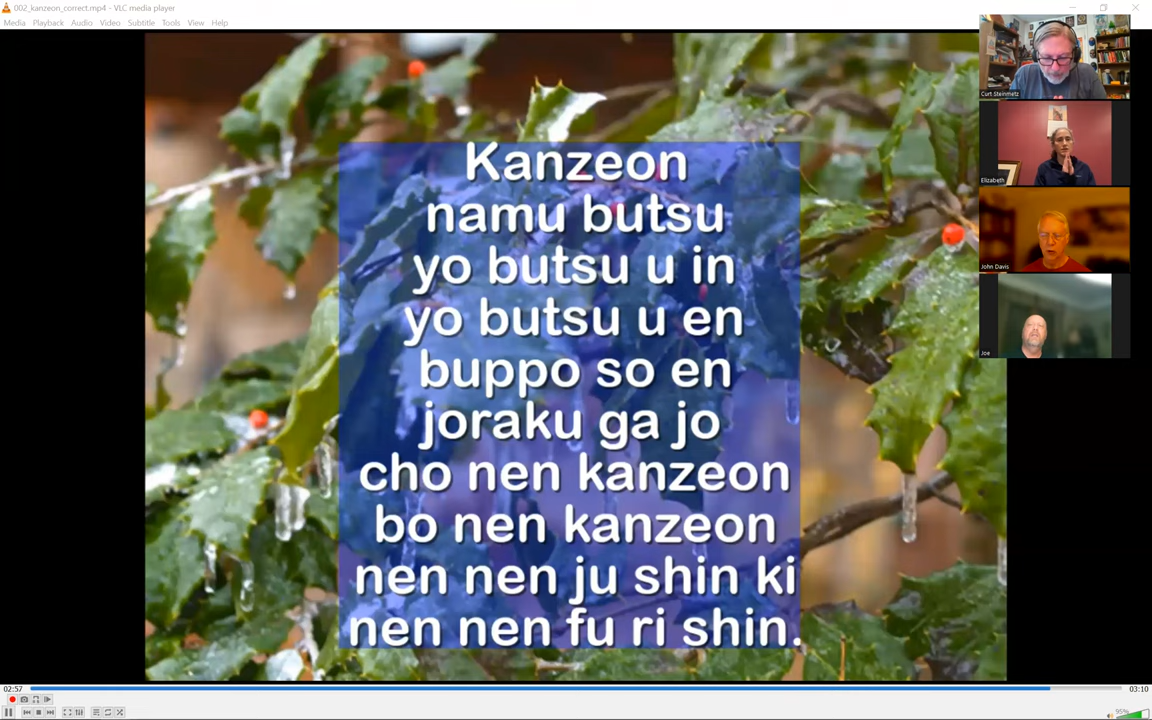 002_kanzeon_correct.mp4 - VLC media player
Media Playback Audio Video Subtitle Tools View Help
Kanzeon
namu butsu
yo butsu u in
yo butsu u en
buppo so en
joraku ga jo
cho nen kanzeon
bo nen kanzeon
nen nen ju shin ki
nen nen fu ri shin.
Curt Steinmetz
Elizabeth
John Davis
Joe
02:57
03:10
95%